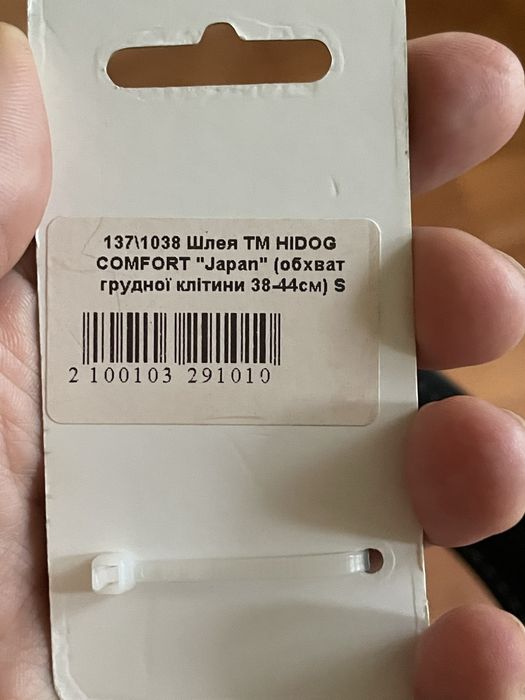 137\1038 Шлея ТМ HIDOG
COMFORT "Japan" (обхват
грудної клітини 38-44см) S
2 100103 291010